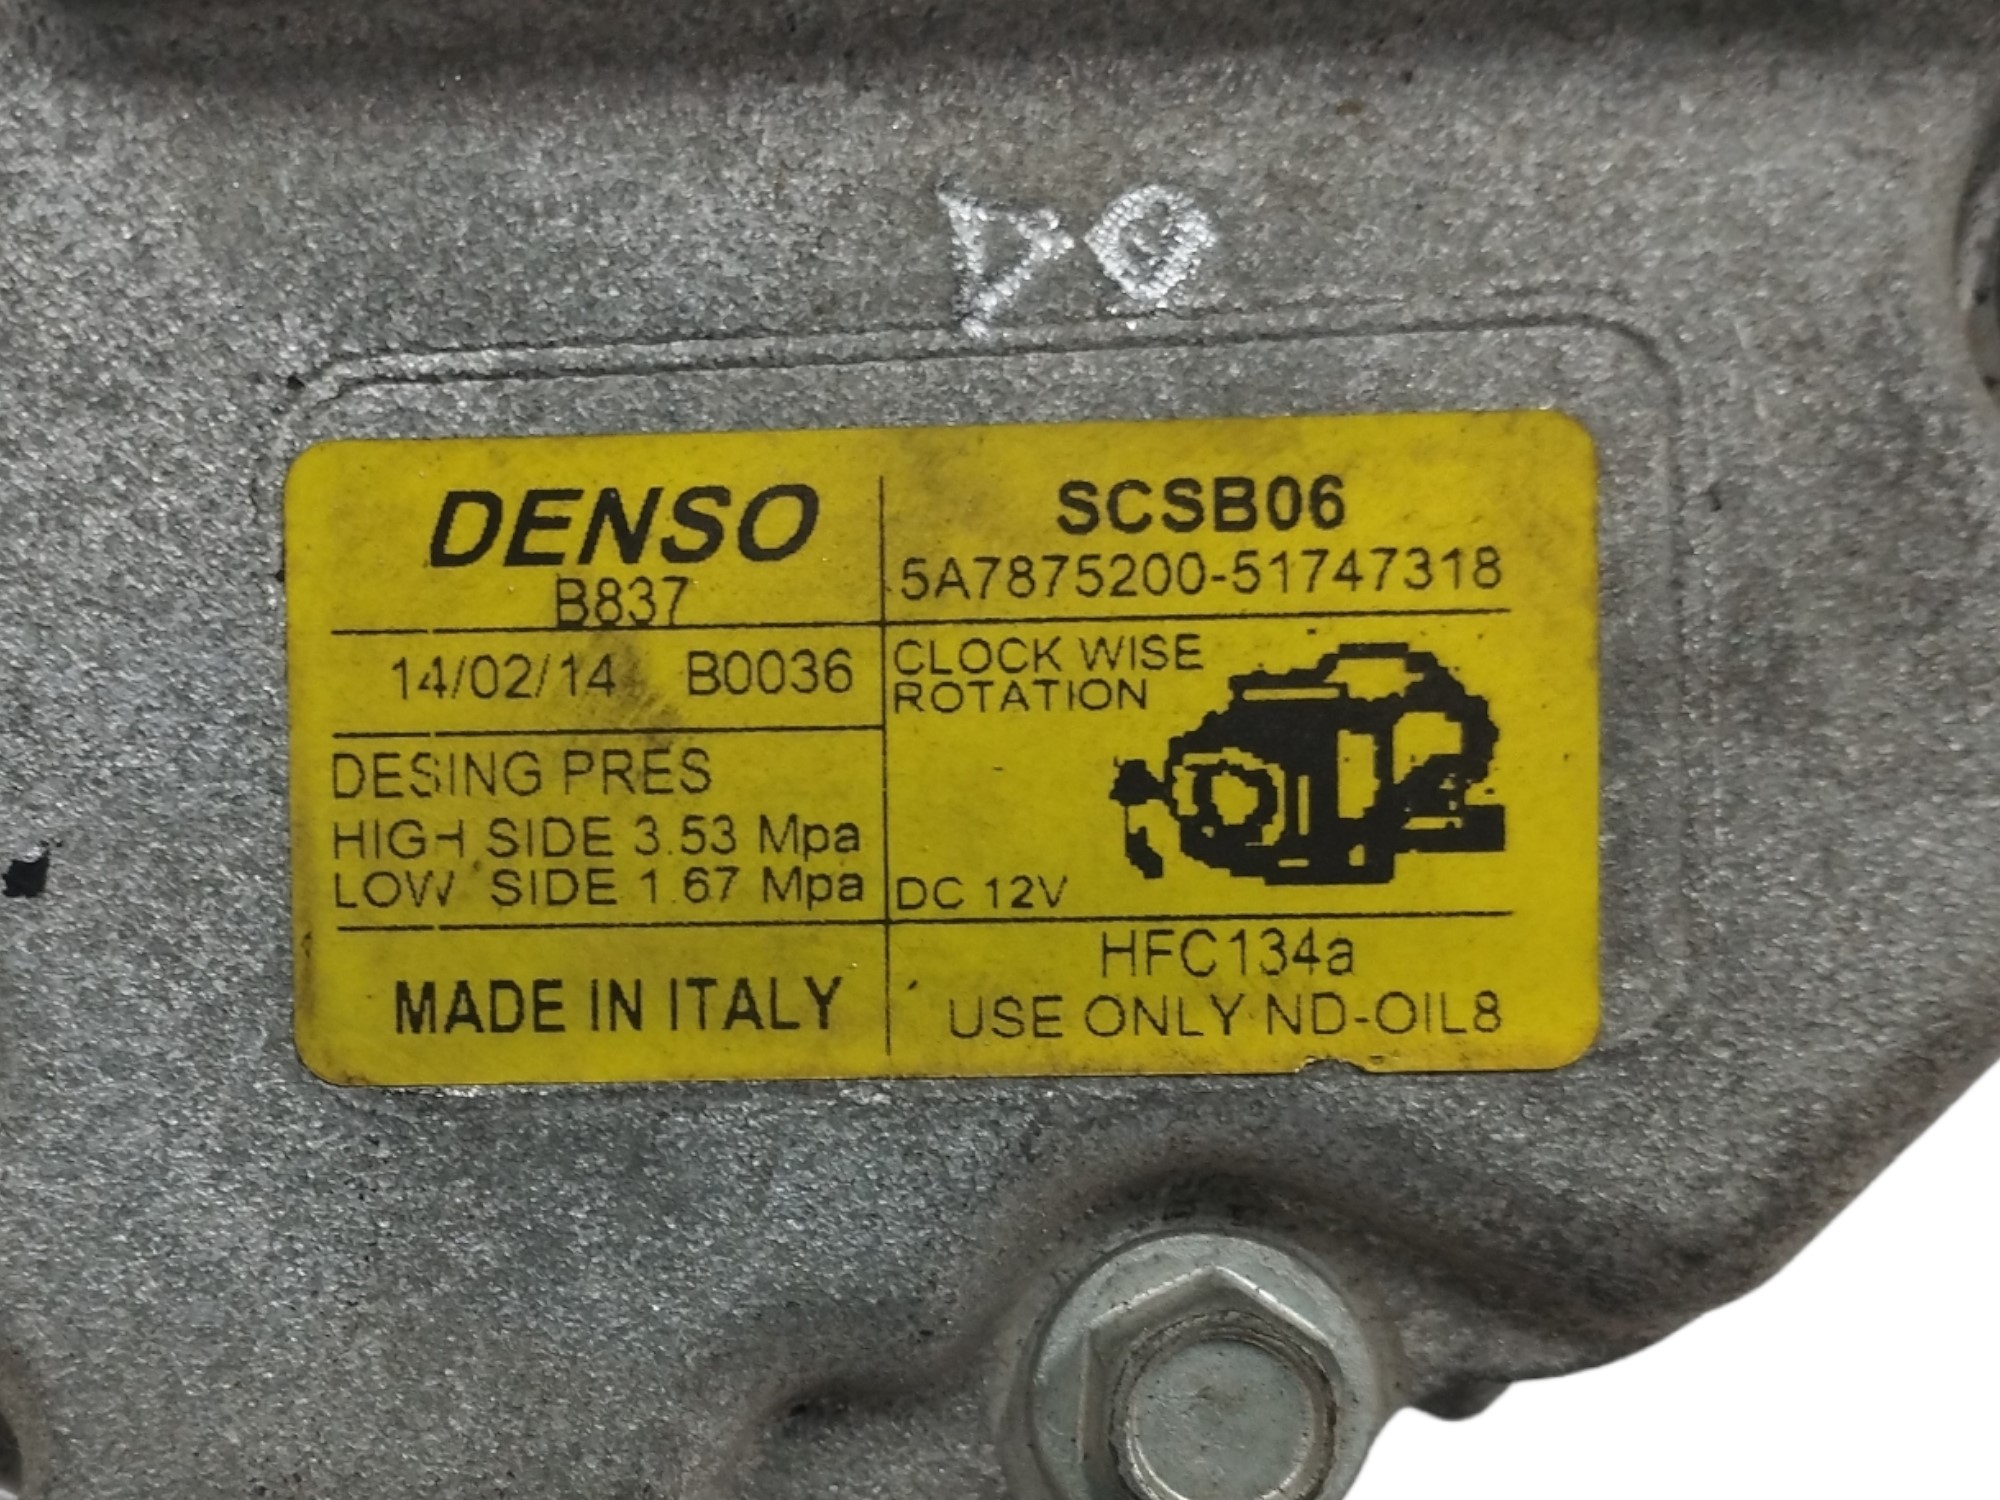 DENSO
B837
SCSB06
5A7875200-51747318
14/02/14 B0036
CLOCK WISE
ROTATION
DESING PRES
HIGH SIDE 3.53 Mpa
LOW SIDE 1.67 Mpa
DC 12V
MADE IN ITALY
HFC134a
USE ONLY ND-OIL8